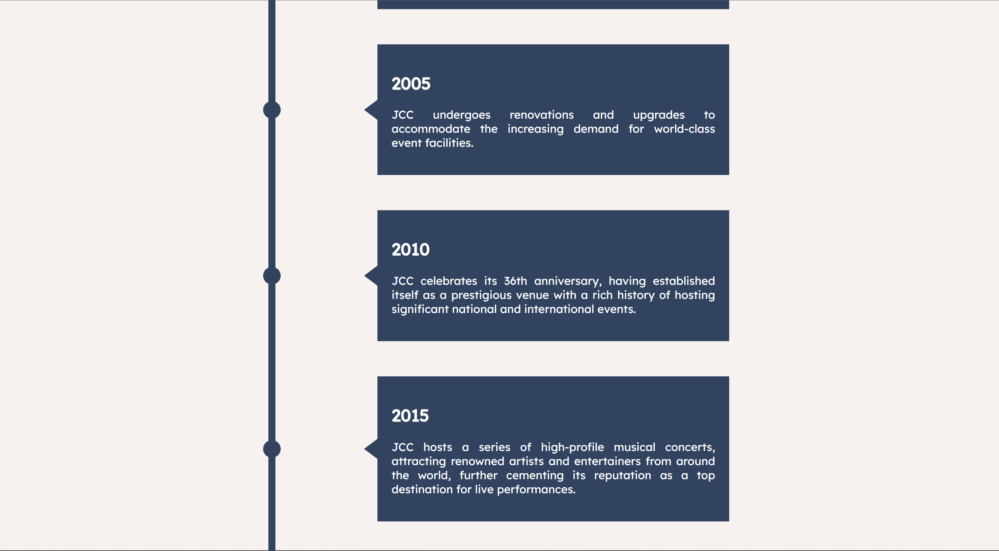 2005
JCC undergoes renovations and upgrades to
accommodate the increasing demand for world-class
event facilities.
2010
JCC celebrates its 36th anniversary, having established
itself as a prestigious venue with a rich history of hosting
significant national and international events.
2015
JCC hosts a series of high-profile musical concerts,
attracting renowned artists and entertainers from around
the world, further cementing its reputation as a top
destination for live performances.